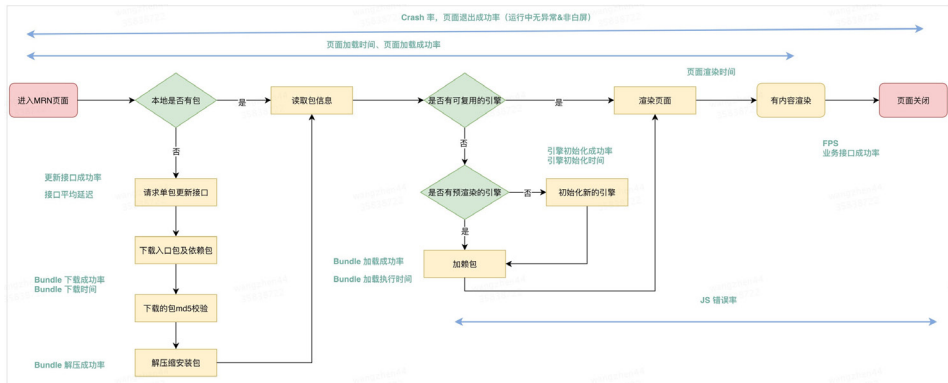 Crash 率，页面退出成功率（运行中无异常&非白屏）
页面加载时间、页面加载成功率
页面渲染时间
进入MRN页面
本地是否有包
是
读取包信息
是否有可复用的引擎
是
渲染页面
有内容渲染
页面关闭
否
否
FPS
业务接口成功率
引擎初始化成功率
引擎初始化时间
更新接口成功率
接口平均延迟
请求单包更新接口
是否有预渲染的引擎
否
初始化新的引擎
是
下载入口包及依赖包
Bundle 加载成功率
Bundle 加载执行时间
加赖包
Bundle 下载成功率
Bundle 下载时间
下载的包md5校验
JS 错误率
Bundle 解压成功率
解压缩安装包